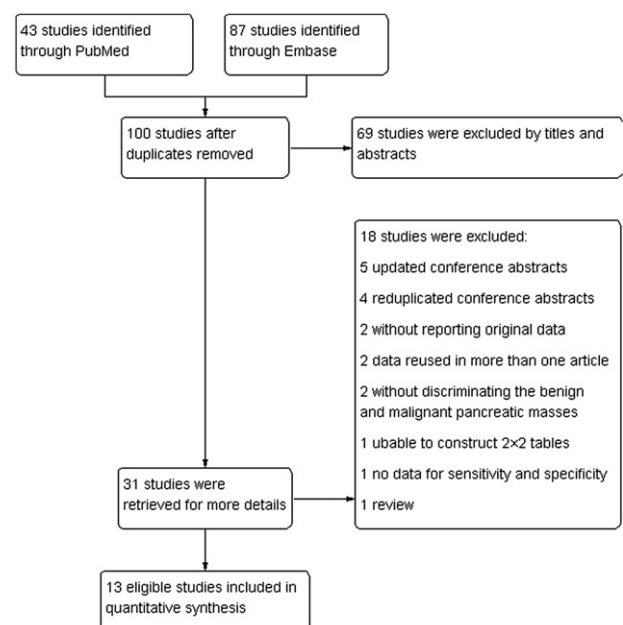 43 studies identified
through PubMed
87 studies identified
through Embase
100 studies after
duplicates removed
69 studies were excluded by titles and
abstracts
18 studies were excluded:
5 updated conference abstracts
4 reduplicated conference abstracts
2 without reporting original data
2 data reused in more than one article
2 without discriminating the benign
and malignant pancreatic masses
1 ubable to construct 2×2 tables
1 no data for sensitivity and specificity
1 review
31 studies were
retrieved for more details
13 eligible studies included in
quantitative synthesis